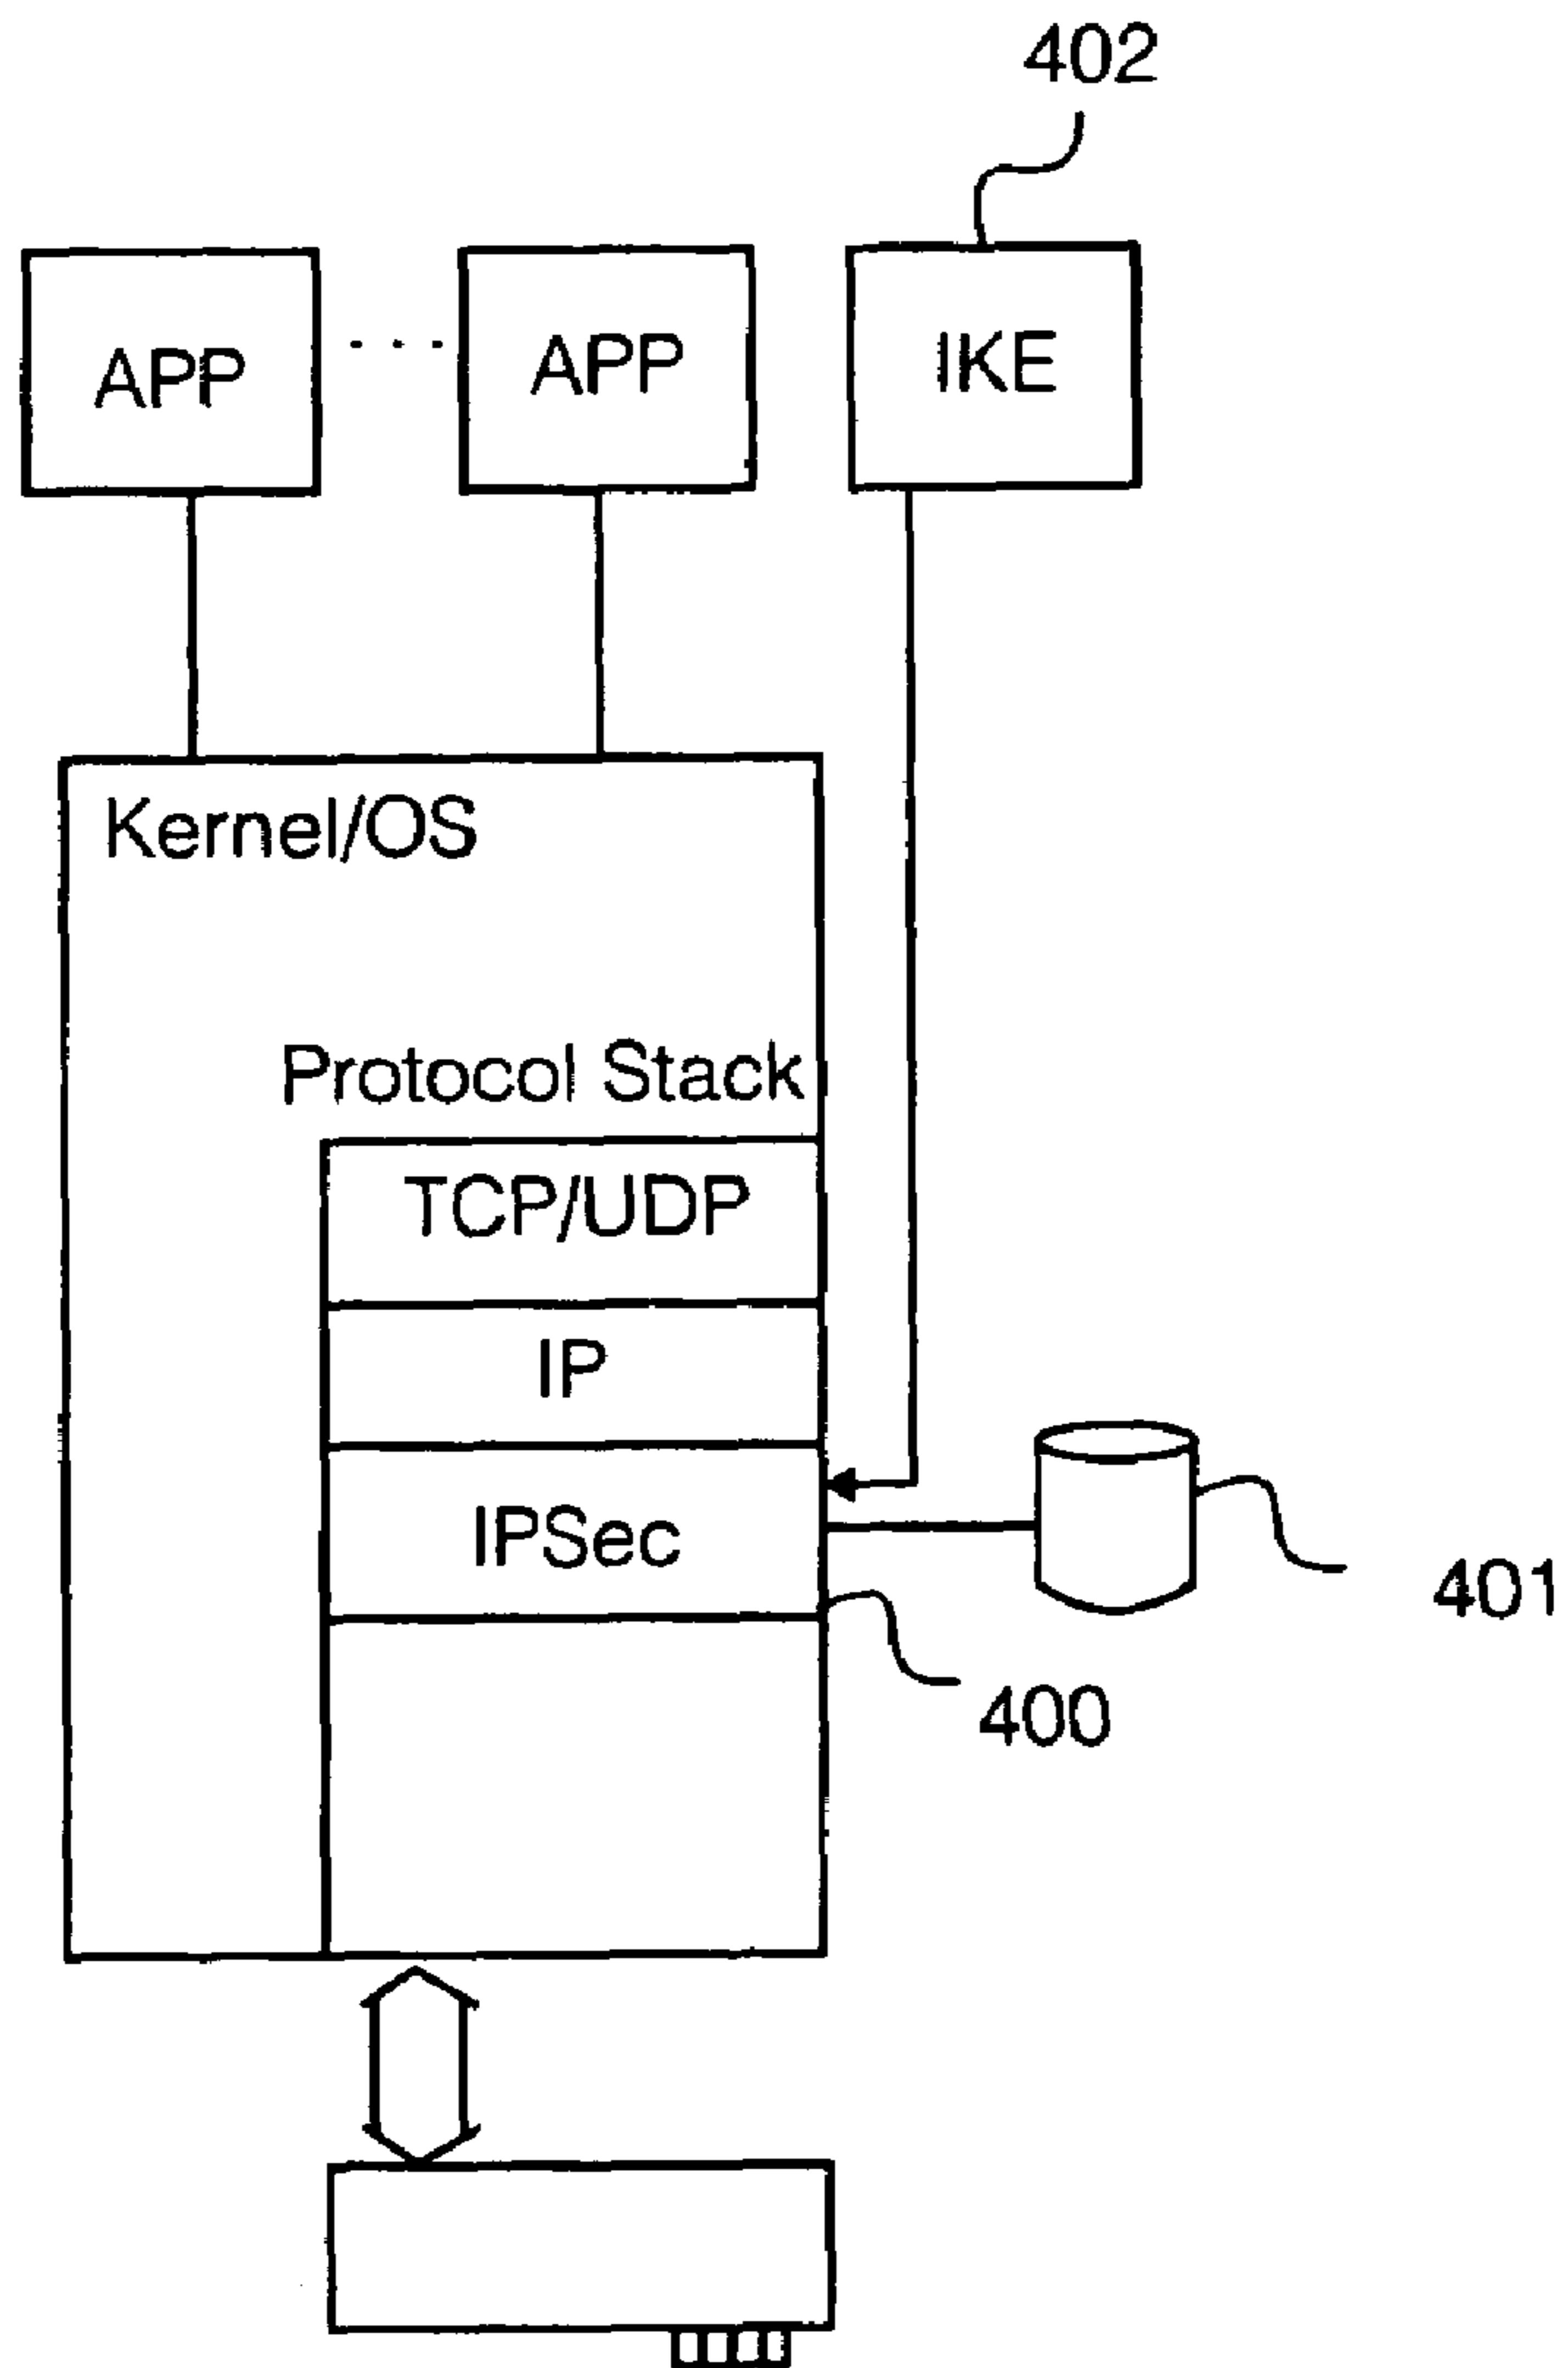 402
APP
. . .
APP
IKE
Kernel/OS
Protocol Stack
TCP/UDP
IP
IPSec
401
400